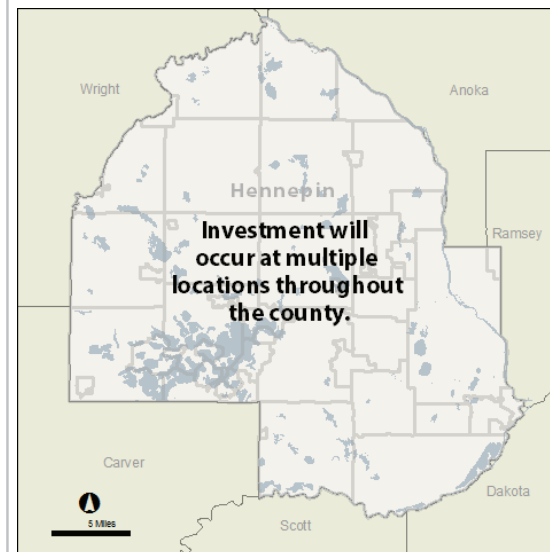 Wright
Anoka
Hennepin
Investment will
occur at multiple
locations throughout
the county.
Ramsey
Carver
Dakota
5 Miles
Scott